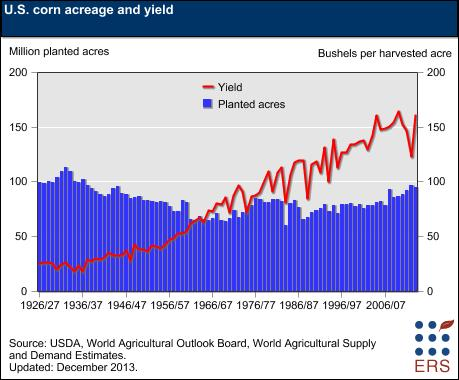 U.S. corn acreage and yield
Million planted acres
Bushels per harvested acre
200 200
Yield
Planted acres
150 150
100 100
50 50
0 0
1926/27 1936/37 1946/47 1956/57 1966/67 1976/77 1986/87 1996/97 2006/07
Source: USDA, World Agricultural Outlook Board, World Agricultural Supply
and Demand Estimates.
Updated: December 2013.
ERS